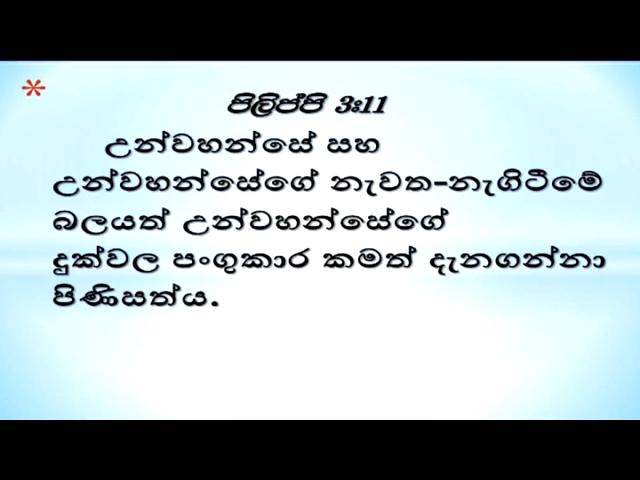 * පිලිප්පි 3:11
උන්වහන්සේ සහ
උන්වහන්සේගේ නැවත-නැගිටීමේ
බලයත් උන්වහන්සේගේ
දුක්වල පංගුකාර කමත් දැනගන්නා
පිණිසත්ය.